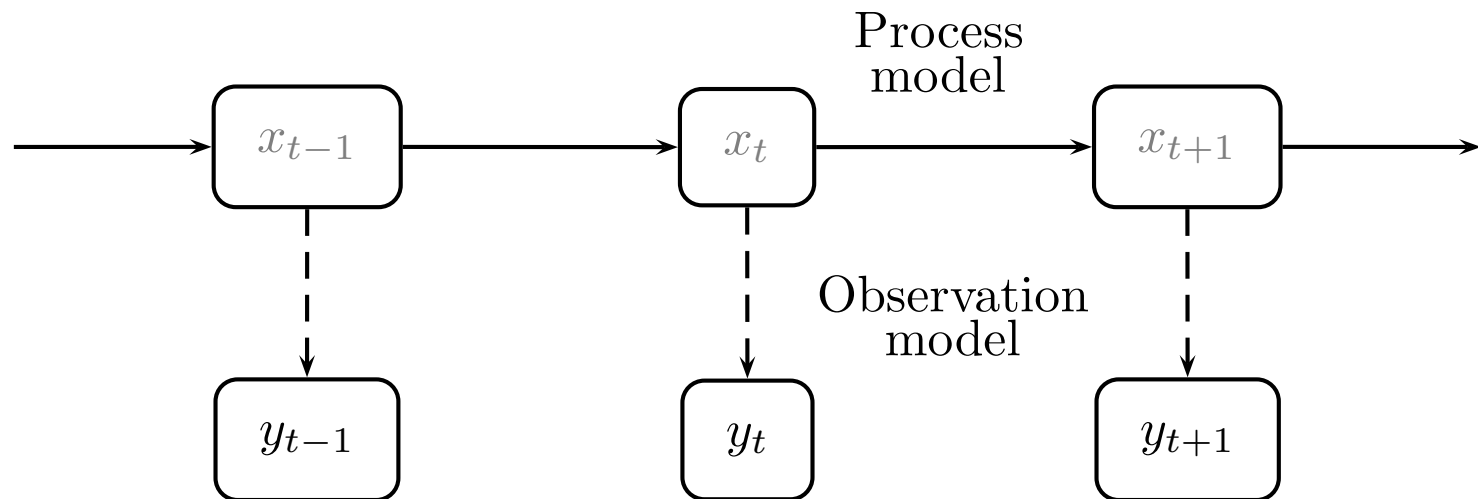 Process
model
x_{t-1}
x_t
x_{t+1}
Observation
model
y_{t-1}
y_t
y_{t+1}